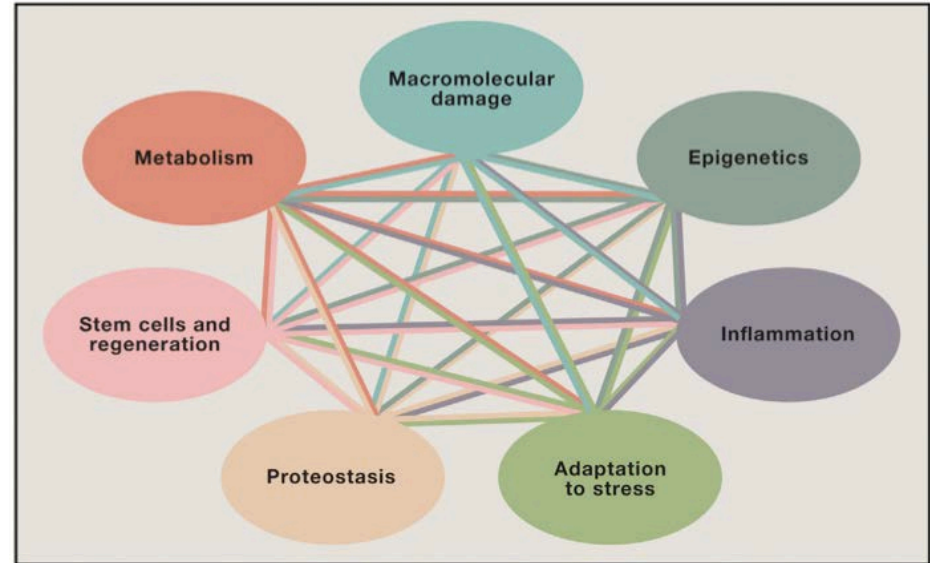 Macromolecular
damage
Metabolism
Epigenetics
Stem cells and
regeneration
Inflammation
Proteostasis
Adaptation
to stress